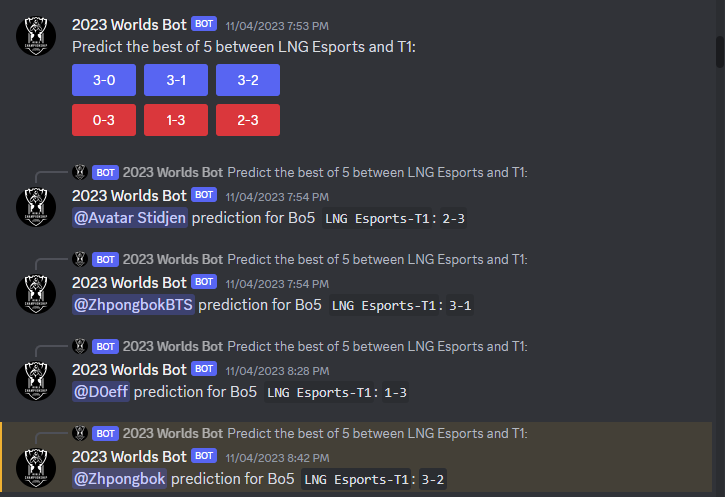 2023 Worlds Bot BOT 11/04/2023 7:53 PM
Predict the best of 5 between LNG Esports and T1:
3-0 3-1 3-2
0-3 1-3 2-3
BOT 2023 Worlds Bot Predict the best of 5 between LNG Esports and T1:
2023 Worlds Bot BOT 11/04/2023 7:54 PM
@Avatar Stidjen prediction for Bo5 LNG Esports-T1: 2-3
BOT 2023 Worlds Bot Predict the best of 5 between LNG Esports and T1:
2023 Worlds Bot BOT 11/04/2023 7:54 PM
@ZhpongbokBTS prediction for Bo5 LNG Esports-T1: 3-1
BOT 2023 Worlds Bot Predict the best of 5 between LNG Esports and T1:
2023 Worlds Bot BOT 11/04/2023 8:28 PM
@D0eff prediction for Bo5 LNG Esports-T1: 1-3
BOT 2023 Worlds Bot Predict the best of 5 between LNG Esports and T1:
2023 Worlds Bot BOT 11/04/2023 8:42 PM
@Zhpongbok prediction for Bo5 LNG Esports-T1: 3-2